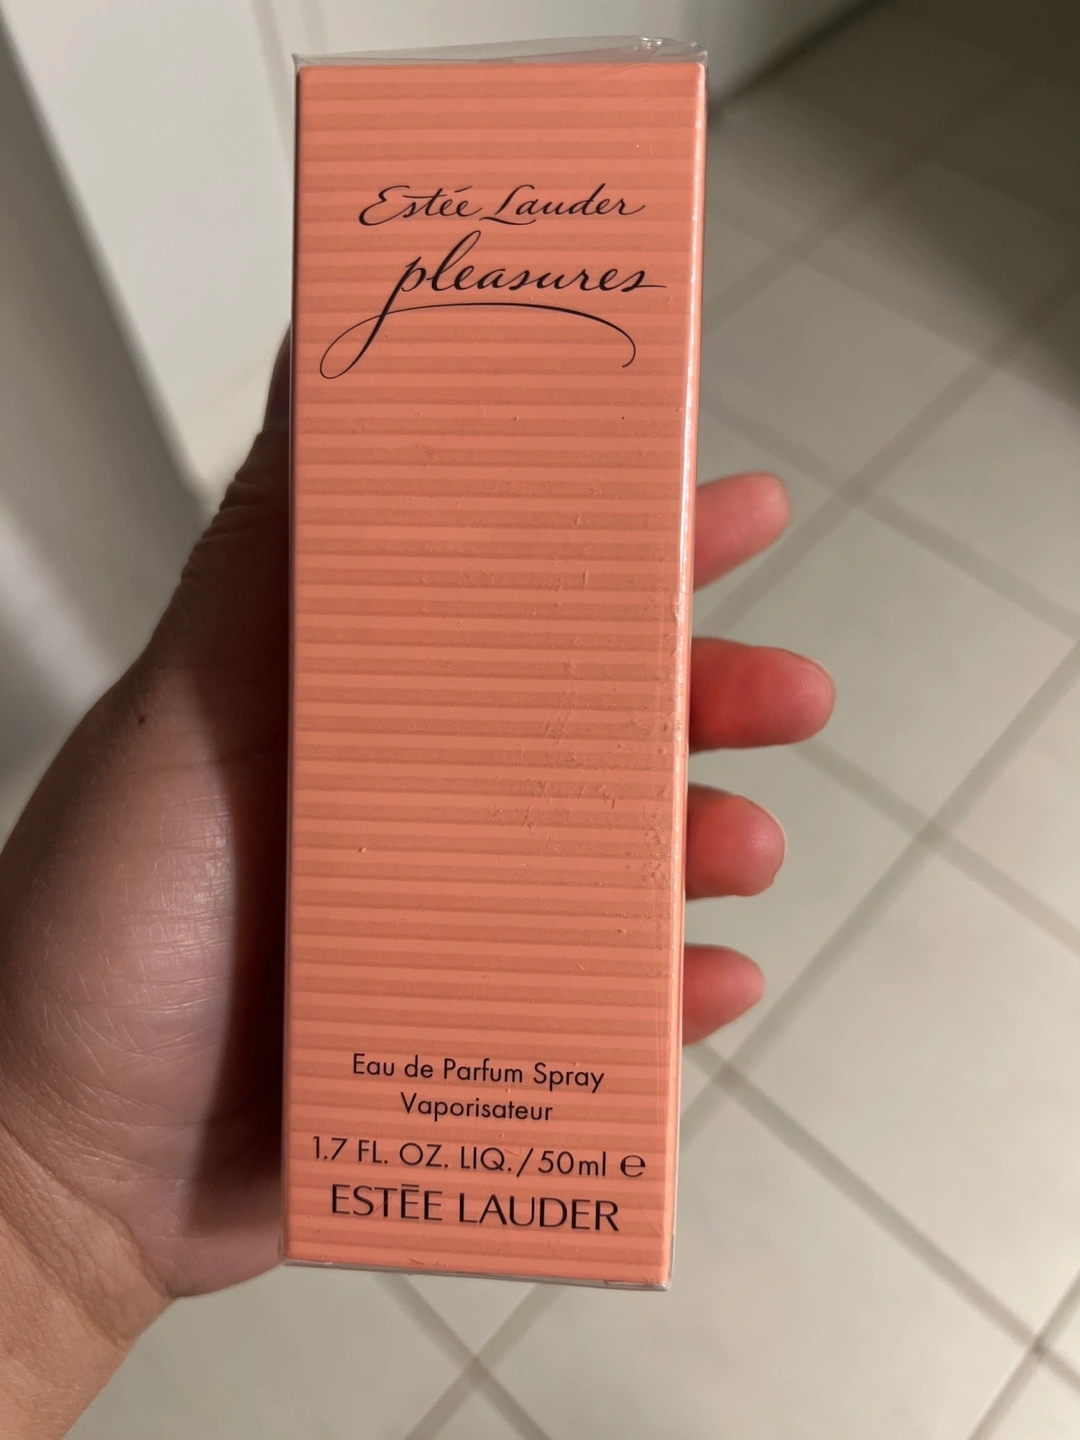 Estée Lauder
pleasures
Eau de Parfum Spray
Vaporisateur
1.7 FL. OZ. LIQ./50ml ℮
ESTĒE LAUDER